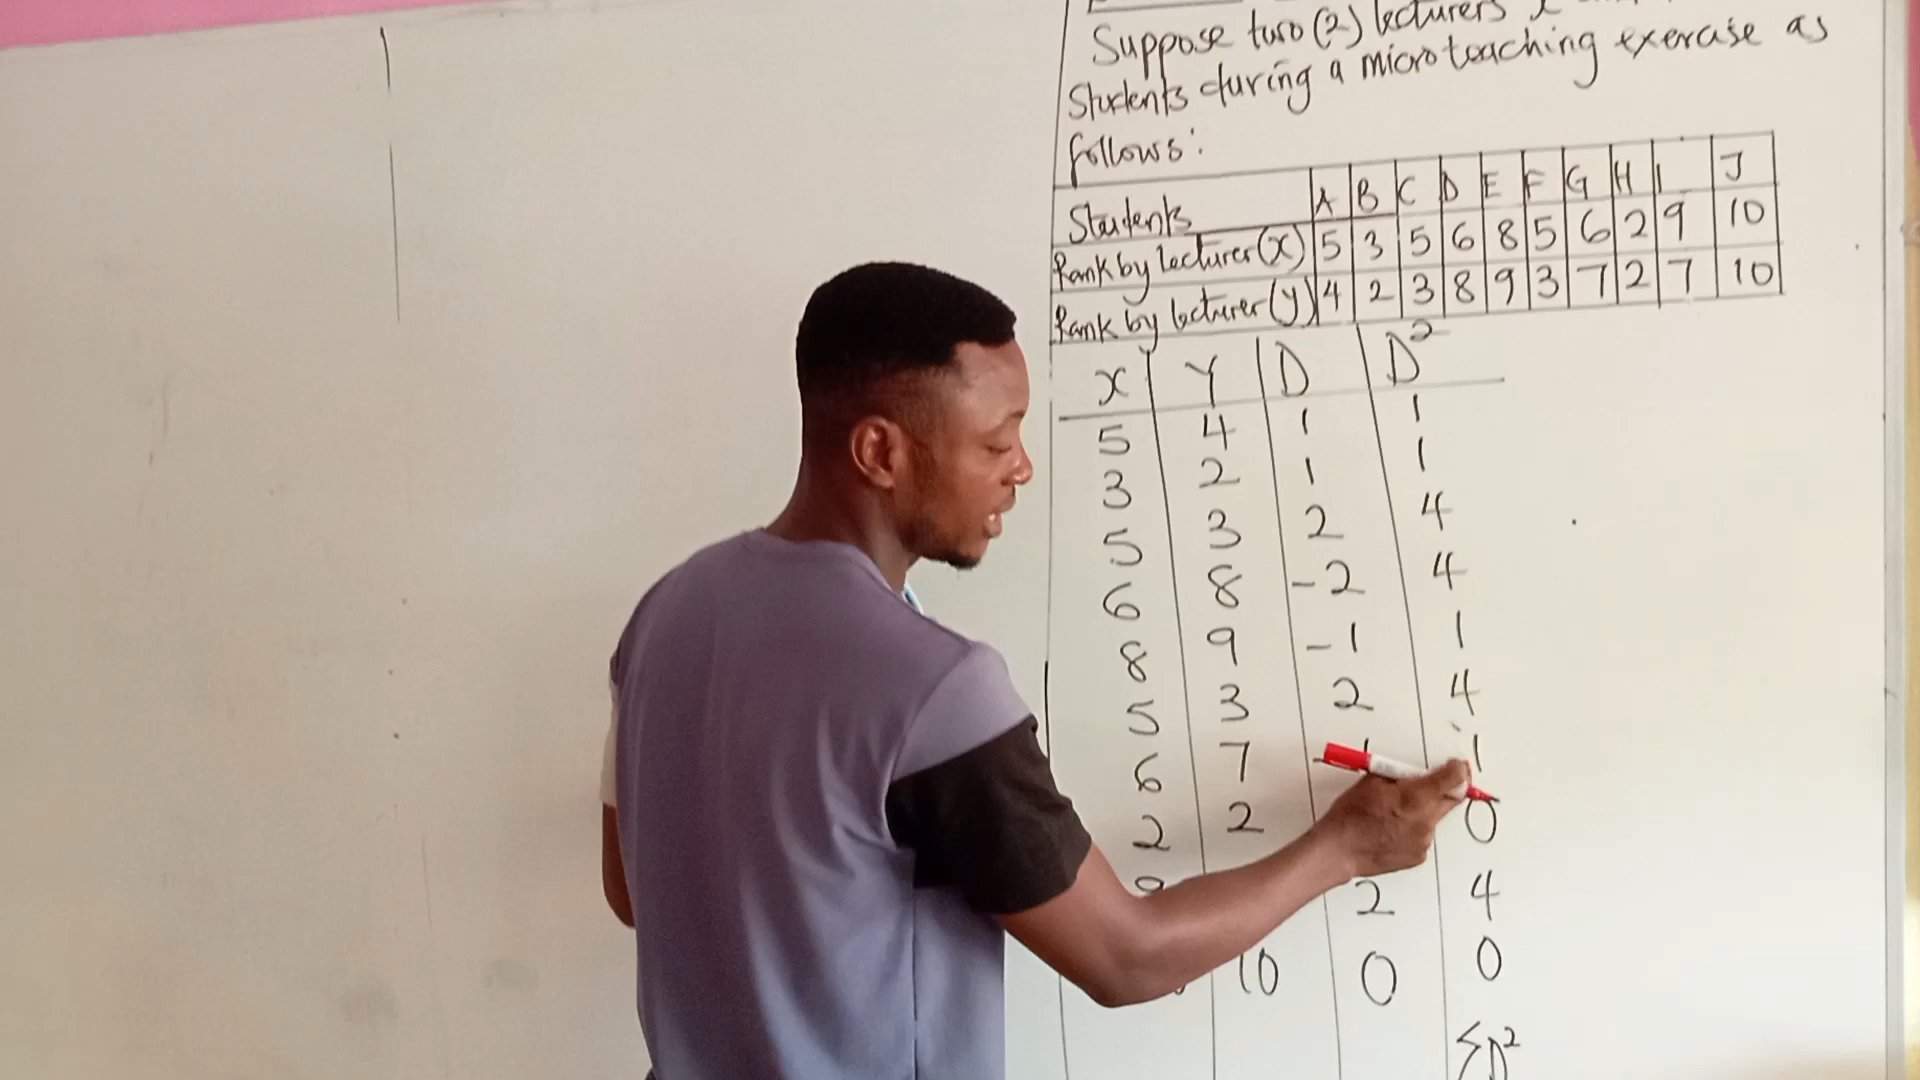 Suppose two (2) lecturers x
Students during a microteaching exercise as
follows:
Students A B C D E F G H I J
Rank by lecturer (x) 5 3 5 6 8 5 6 2 9 10
Rank by lecturer (y) 4 2 3 8 9 3 7 2 7 10
x Y D D²
5 4 1 1
3 2 1 1
5 3 2 4
6 8 -2 4
8 9 -1 1
5 3 2 4
6 7 1
2 2 0
9 2 4
10 0 0
ΣD²